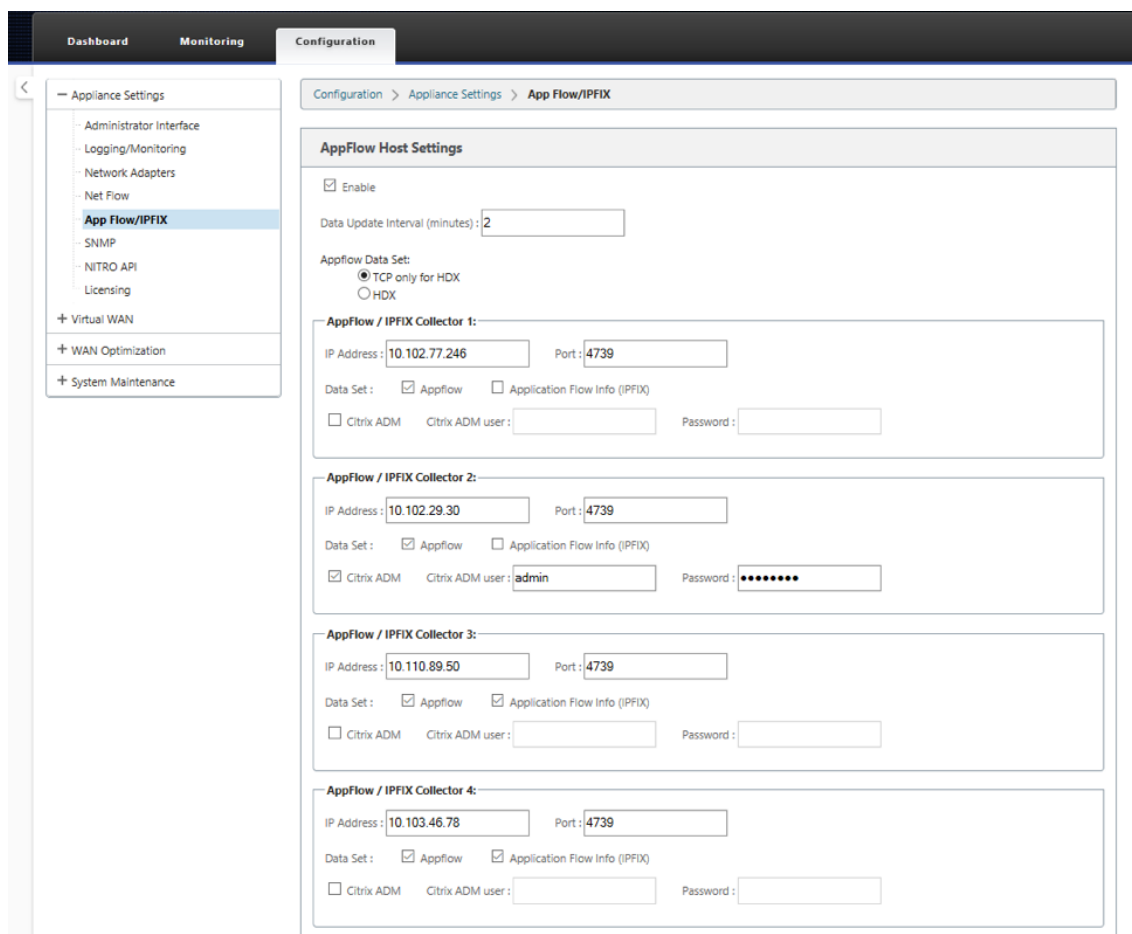 Dashboard Monitoring Configuration
Appliance Settings
Administrator Interface
Logging/Monitoring
Network Adapters
Net Flow
App Flow/IPFIX
SNMP
NITRO API
Licensing
Virtual WAN
WAN Optimization
System Maintenance
Configuration > Appliance Settings > App Flow/IPFIX
AppFlow Host Settings
Enable
Data Update Interval (minutes) : 2
Appflow Data Set:
TCP only for HDX
HDX
AppFlow / IPFIX Collector 1:
IP Address : 10.102.77.246 Port : 4739
Data Set : Appflow Application Flow Info (IPFIX)
Citrix ADM Citrix ADM user : Password :
AppFlow / IPFIX Collector 2:
IP Address : 10.102.29.30 Port : 4739
Data Set : Appflow Application Flow Info (IPFIX)
Citrix ADM Citrix ADM user : admin Password : ••••••••
AppFlow / IPFIX Collector 3:
IP Address : 10.110.89.50 Port : 4739
Data Set : Appflow Application Flow Info (IPFIX)
Citrix ADM Citrix ADM user : Password :
AppFlow / IPFIX Collector 4:
IP Address : 10.103.46.78 Port : 4739
Data Set : Appflow Application Flow Info (IPFIX)
Citrix ADM Citrix ADM user : Password :